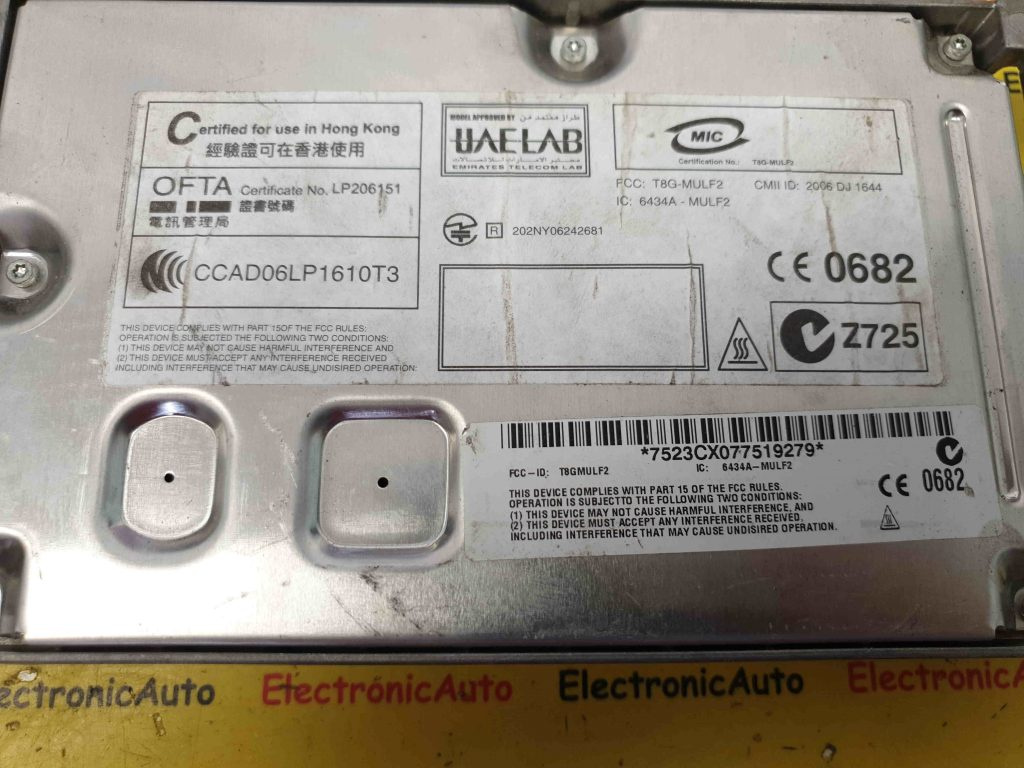 Certified for use in Hong Kong
經驗證可在香港使用
OFTA Certificate No. LP206151
證書號碼
電訊管理局
CCAD06LP1610T3
THIS DEVICE COMPLIES WITH PART 15OF THE FCC RULES:
OPERATION IS SUBJECTED THE FOLLOWING TWO CONDITIONS:
(1) THIS DEVICE MAY NOT CAUSE HARMFUL INTERFERENCE AND
(2) THIS DEVICE MUST ACCEPT ANY INTERFERENCE RECEIVED
INCLUDING INTERFERENCE THAT MAY CAUSE UNDISIRED OPERATION:
MODEL APPROVED BY
UAELAB
EMIRATES TELECOM LAB
MIC
Certification No.: T8G-MULF2
FCC: T8G-MULF2 CMII ID: 2006 DJ 1644
IC: 6434A - MULF2
R 202NY06242681
CE 0682
Z725
*7523CX077519279*
FCC-ID: T8GMULF2 IC: 6434A-MULF2
THIS DEVICE COMPLIES WITH PART 15 OF THE FCC RULES.
OPERATION IS SUBJECTTO THE FOLLOWING TWO CONDITIONS:
(1) THIS DEVICE MAY NOT CAUSE HARMFUL INTERFERENCE, AND
(2) THIS DEVICE MUST ACCEPT ANY INTERFERENCE RECEIVED,
INCLUDING INTERFERENCE THAT MAY CAUSE UNDISIRED OPERATION.
CE 0682
ElectronicAuto ElectronicAuto ElectronicAuto ElectronicAuto